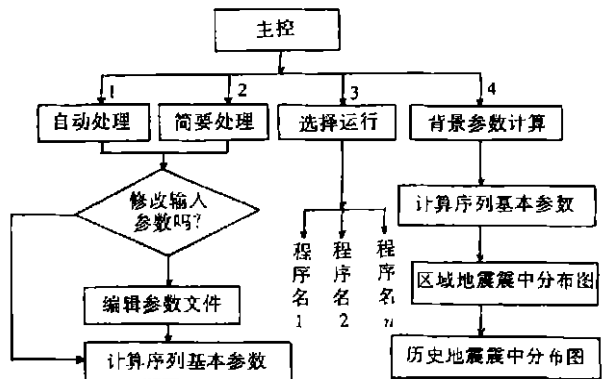 主控
1
2
3
4
自动处理
简要处理
选择运行
背景参数计算
修改输入
参数吗?
计算序列基本参数
程序名1
程序名2
程序名n
区域地震震中分布图
编辑参数文件
计算序列基本参数
历史地震震中分布图